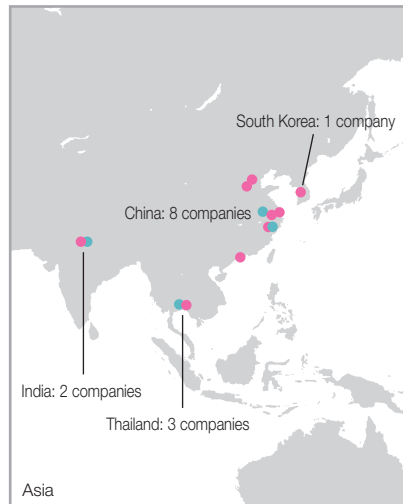 South Korea: 1 company
China: 8 companies
India: 2 companies
Thailand: 3 companies
Asia